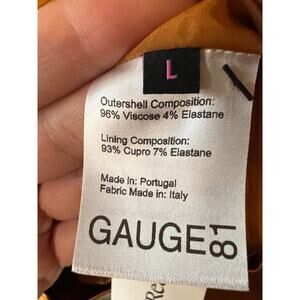 L
Outershell Composition:
96% Viscose 4% Elastane
Lining Composition:
93% Cupro 7% Elastane
Made in: Portugal
Fabric Made in: Italy
GAUGE81